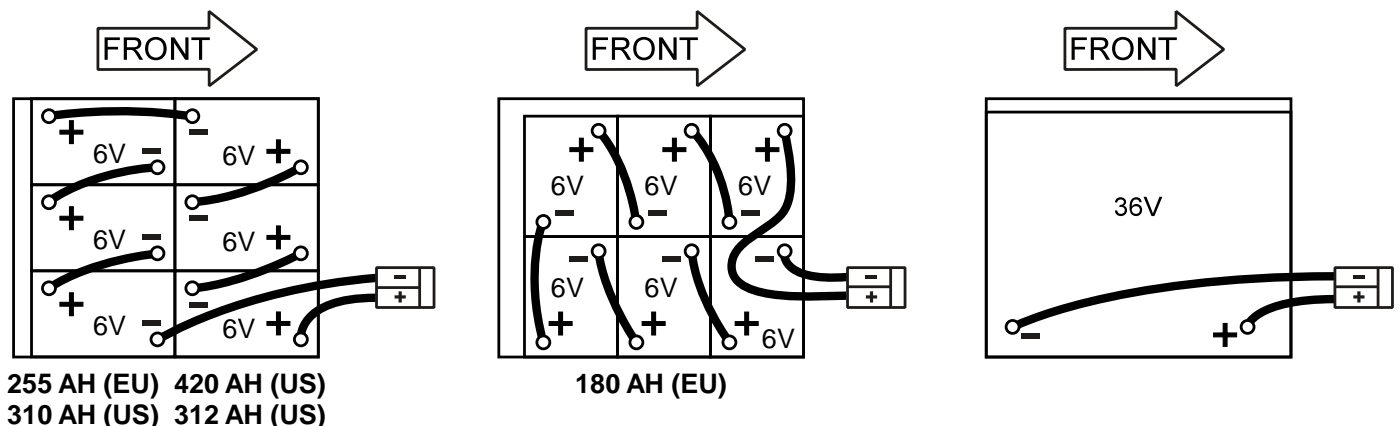 FRONT
FRONT
FRONT
+ -
6V - 6V +
+ -
6V - 6V +
+ -
6V - 6V +
-
+
255 AH (EU) 420 AH (US)
310 AH (US) 312 AH (US)
+ + +
6V 6V 6V
- - -
- - -
6V 6V
+ + + 6V
-
+
180 AH (EU)
36V
- +
-
+